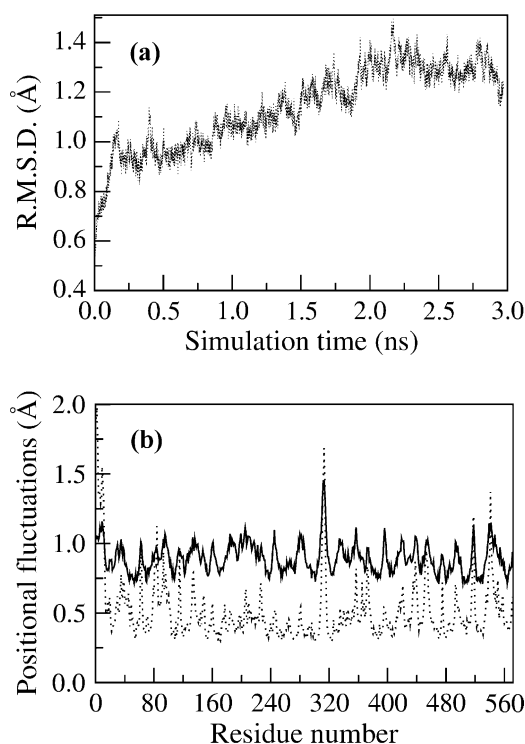 (a)
R.M.S.D. (Å)
1.4
1.2
1.0
0.8
0.6
0.4
0.0 0.5 1.0 1.5 2.0 2.5 3.0
Simulation time (ns)
(b)
Positional fluctuations (Å)
2.0
1.5
1.0
0.5
0.0
0 80 160 240 320 400 480 560
Residue number